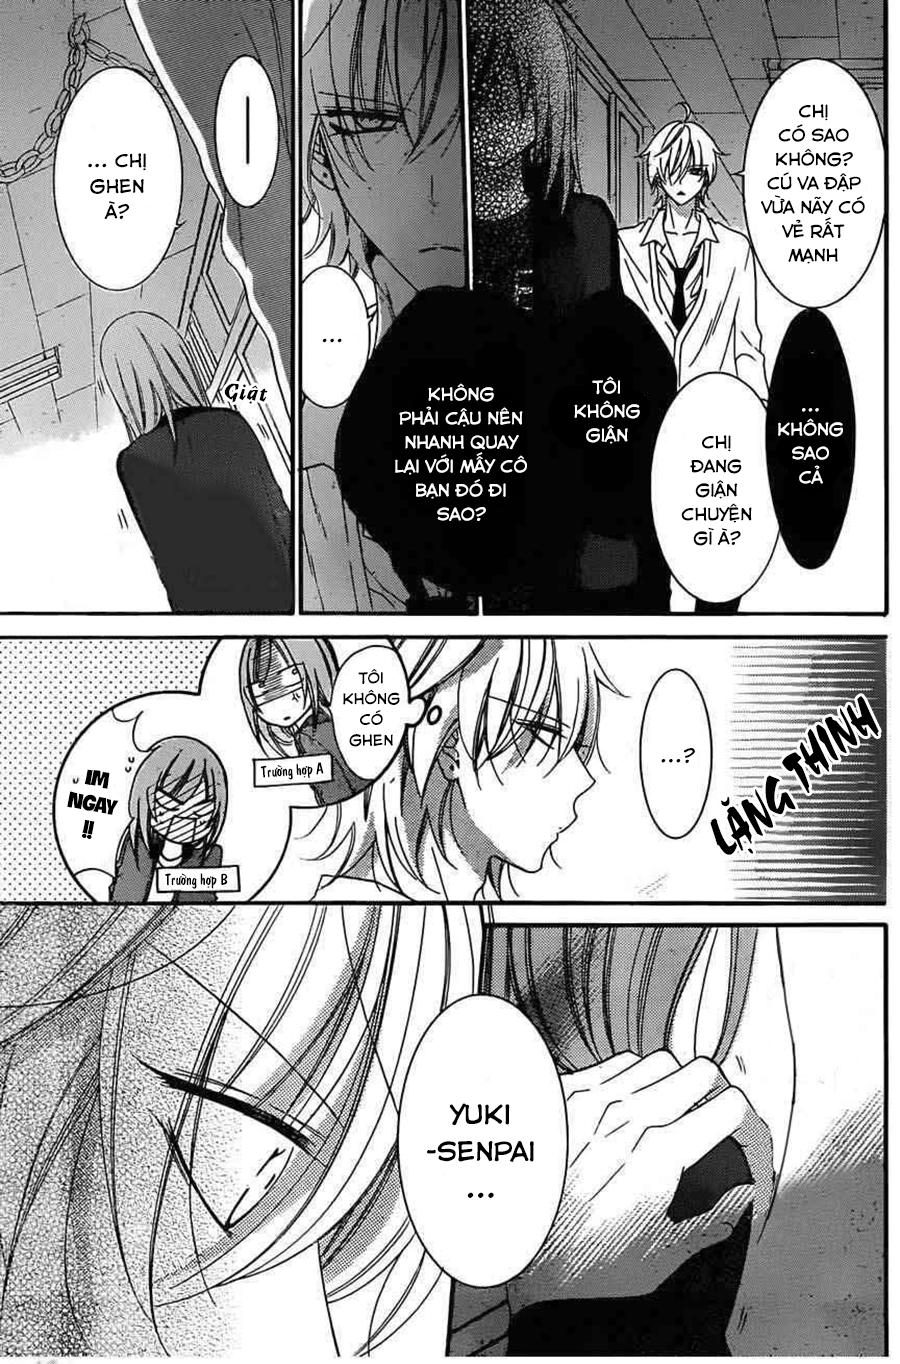 CHỊ
CÓ SAO
KHÔNG?
CÚ VA ĐẬP
VỪA NÃY CÓ
VẺ RẤT
MẠNH
...
KHÔNG
SAO
CẢ
CHỊ
ĐANG
GIẬN
CHUYỆN
GÌ À?
TÔI
KHÔNG
GIẬN
KHÔNG
PHẢI CẬU NÊN
NHANH QUAY
LẠI VỚI MẤY CÔ
BẠN ĐÓ ĐI
SAO?
...
... CHỊ
GHEN
À?
Giật
LẶNG THINH
...?
TÔI
KHÔNG
CÓ
GHEN
Trường hợp A
IM
NGAY
!!
Trường hợp B
YUKI
-SENPAI
...